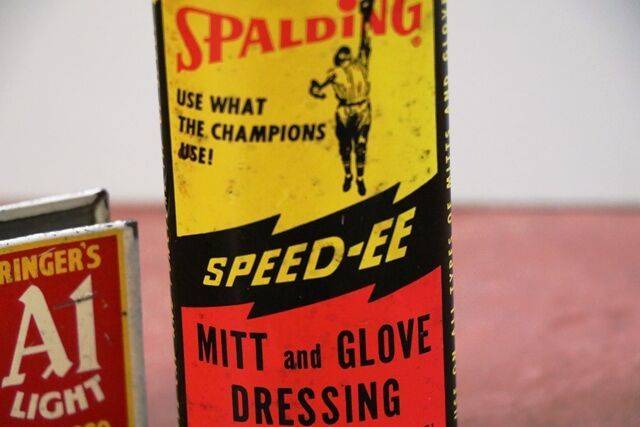 SPALDiNG
USE WHAT
THE CHAMPIONS
USE!
SPEED-EE
MITT and GLOVE
DRESSING
RINGER'S
A1
LIGHT